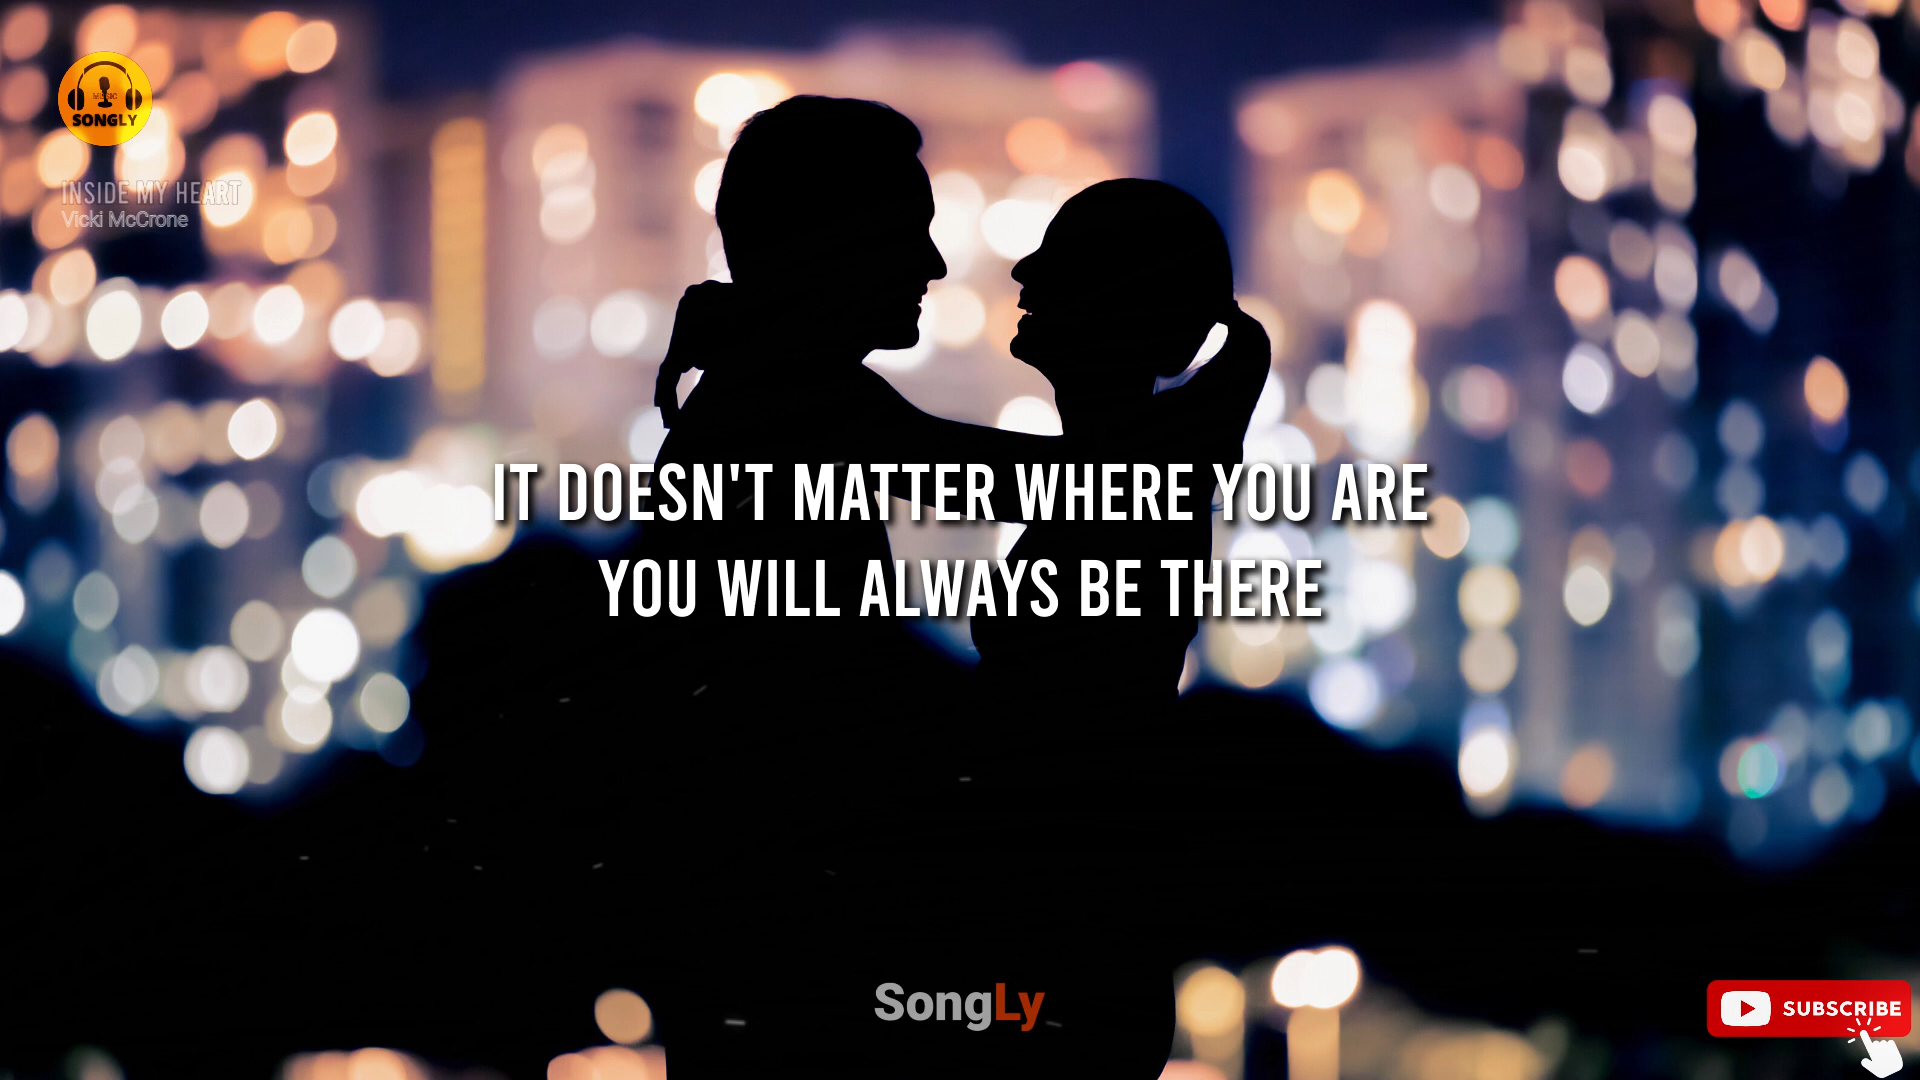 MUSIC
SONGLY
INSIDE MY HEART
Vicki McCrone
IT DOESN'T MATTER WHERE YOU ARE
YOU WILL ALWAYS BE THERE
SongLy
SUBSCRIBE